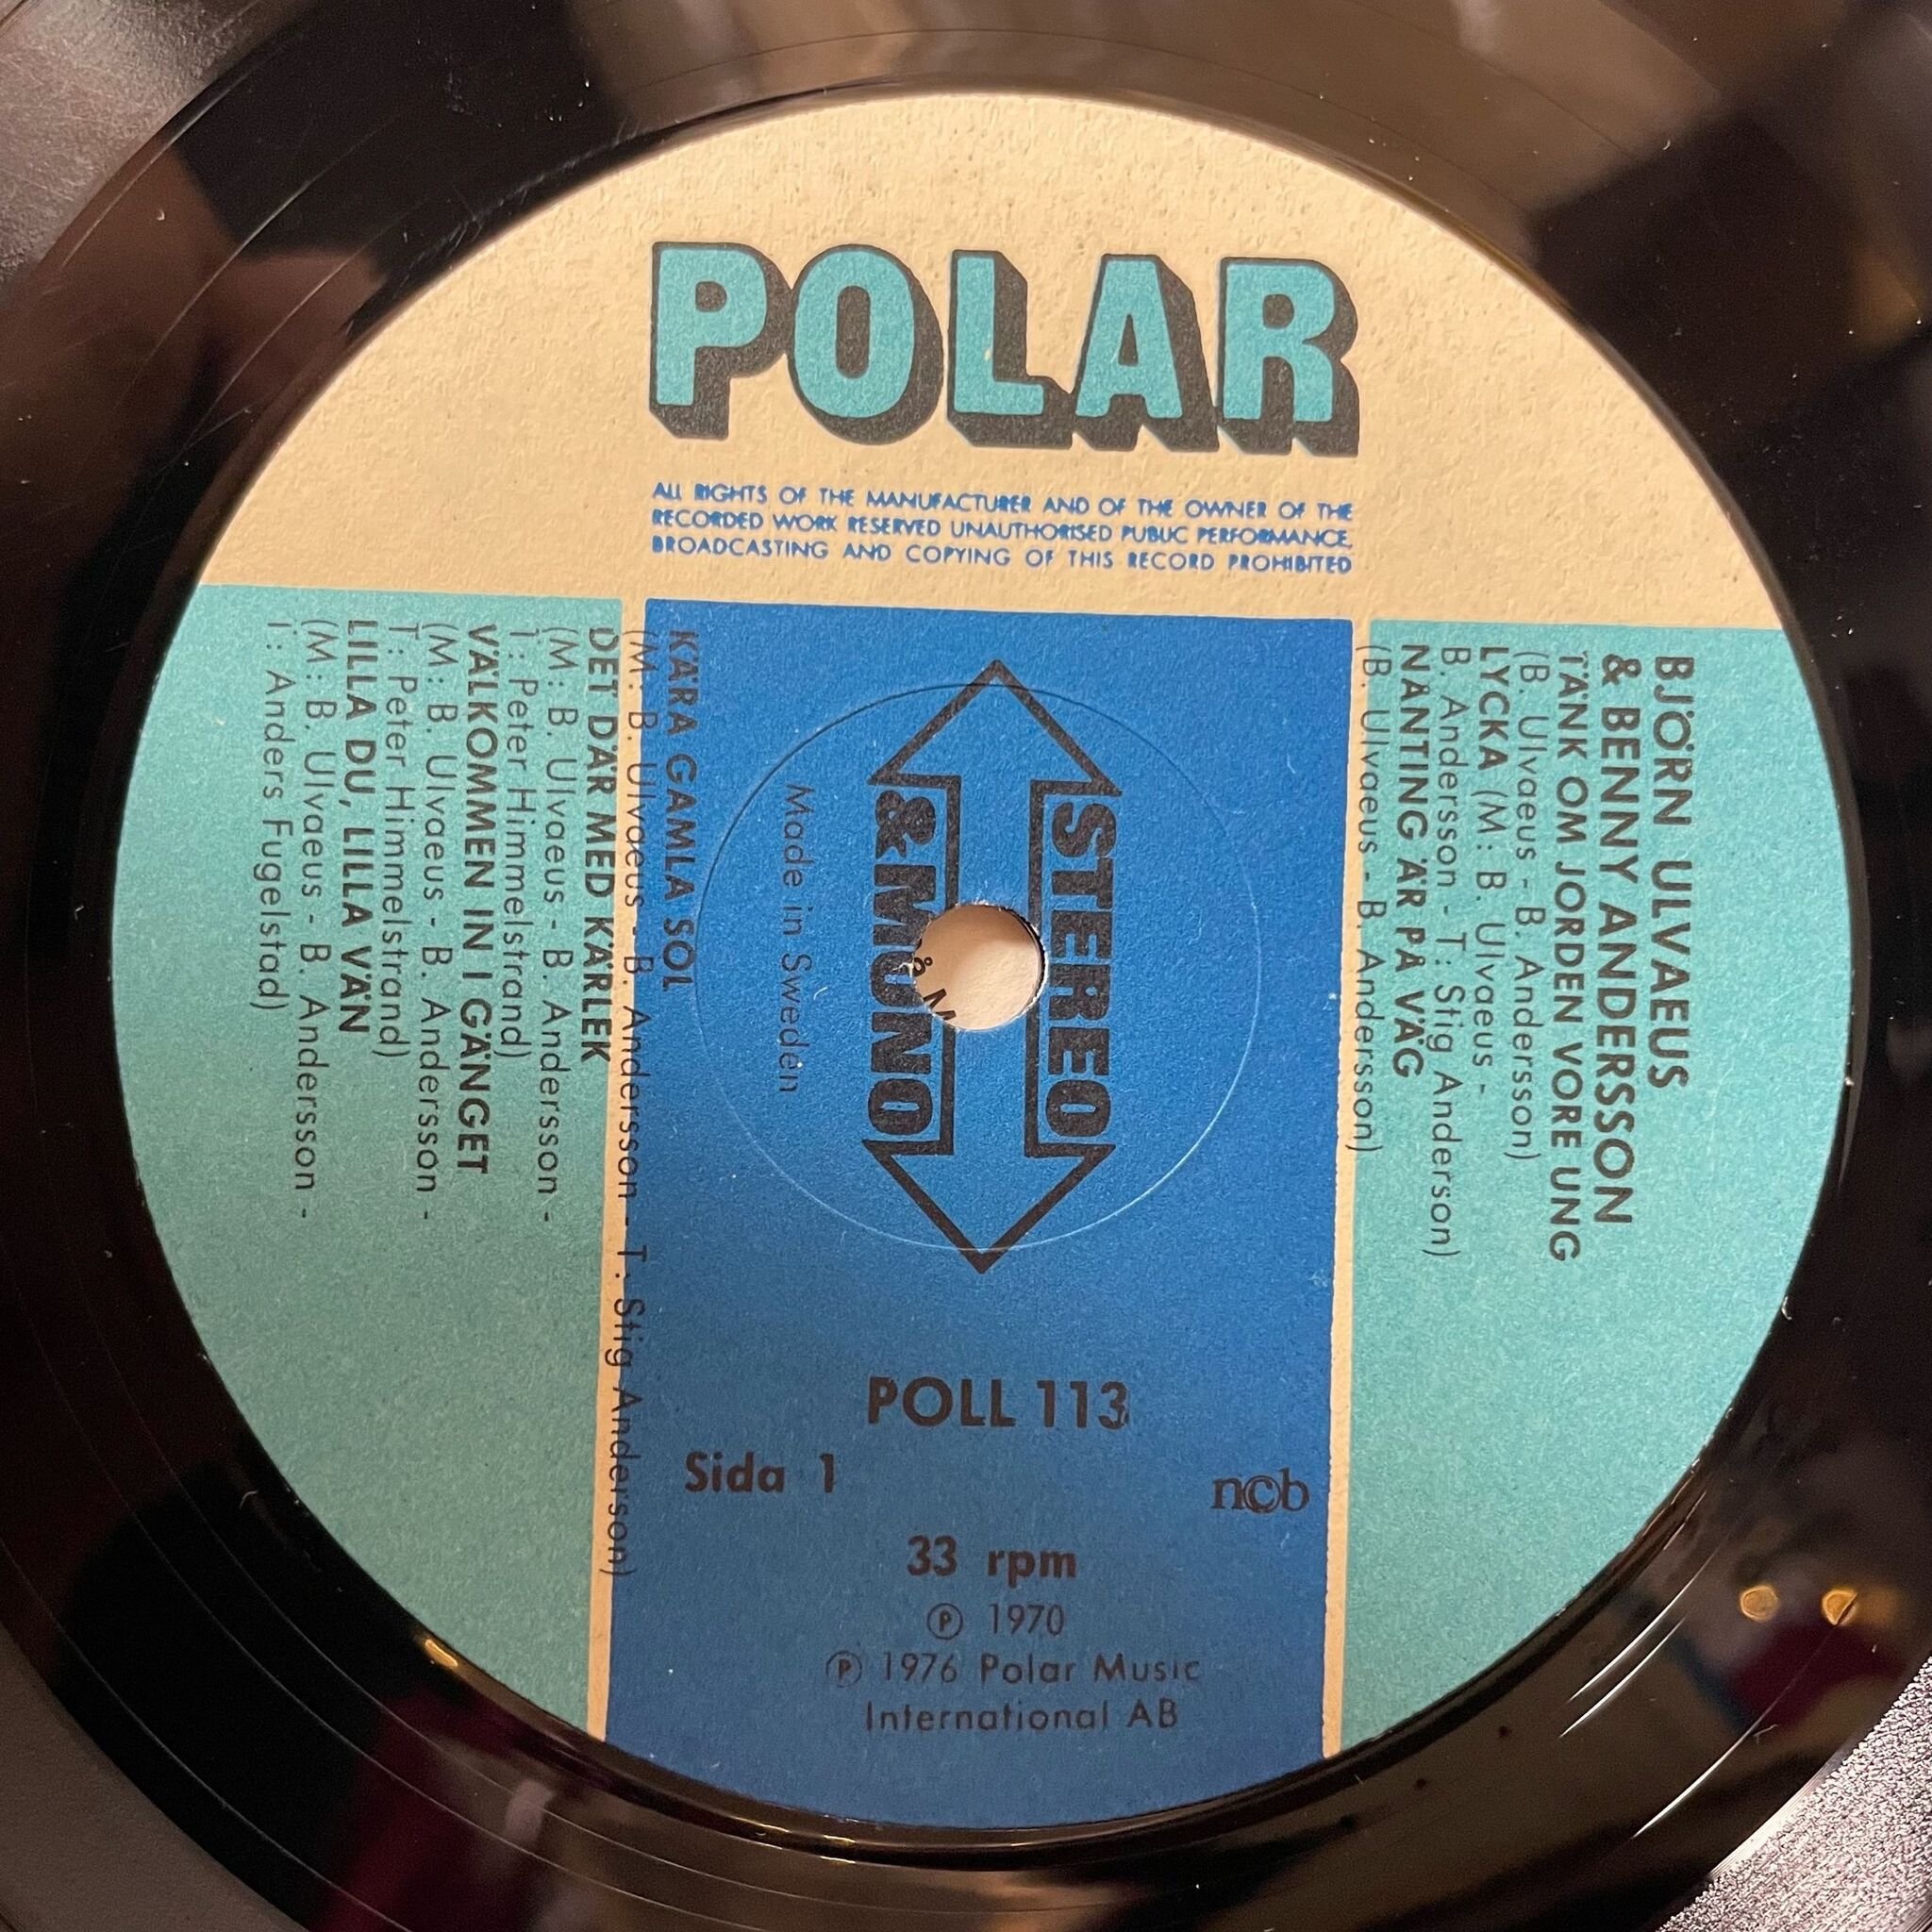 POLAR
ALL RIGHTS OF THE MANUFACTURER AND OF THE OWNER OF THE
RECORDED WORK RESERVED UNAUTHORISED PUBLIC PERFORMANCE,
BROADCASTING AND COPYING OF THIS RECORD PROHIBITED
BJÖRN ULVAEUS
& BENNY ANDERSSON
TÄNK OM JORDEN VORE UNG
(B. Ulvaeus - B. Andersson)
LYCKA (M: B. Ulvaeus -
B. Andersson - T: Stig Anderson)
NÅNTING ÄR PÅ VÄG
(B. Ulvaeus - B. Andersson)
STEREO
&MONO
Made in Sweden
KÄRA GAMLA SOL
(M: B. Ulvaeus - B. Andersson - T: Stig Anderson)
DET DÄR MED KÄRLEK
(M: B. Ulvaeus - B. Andersson -
T: Peter Himmelstrand)
VÄLKOMMEN IN I GÄNGET
(M: B. Ulvaeus - B. Andersson -
T: Peter Himmelstrand)
LILLA DU, LILLA VÄN
(M: B. Ulvaeus - B. Andersson -
T: Anders Fugelstad)
POLL 113
Sida 1
ncb
33 rpm
℗ 1970
℗ 1976 Polar Music
International AB